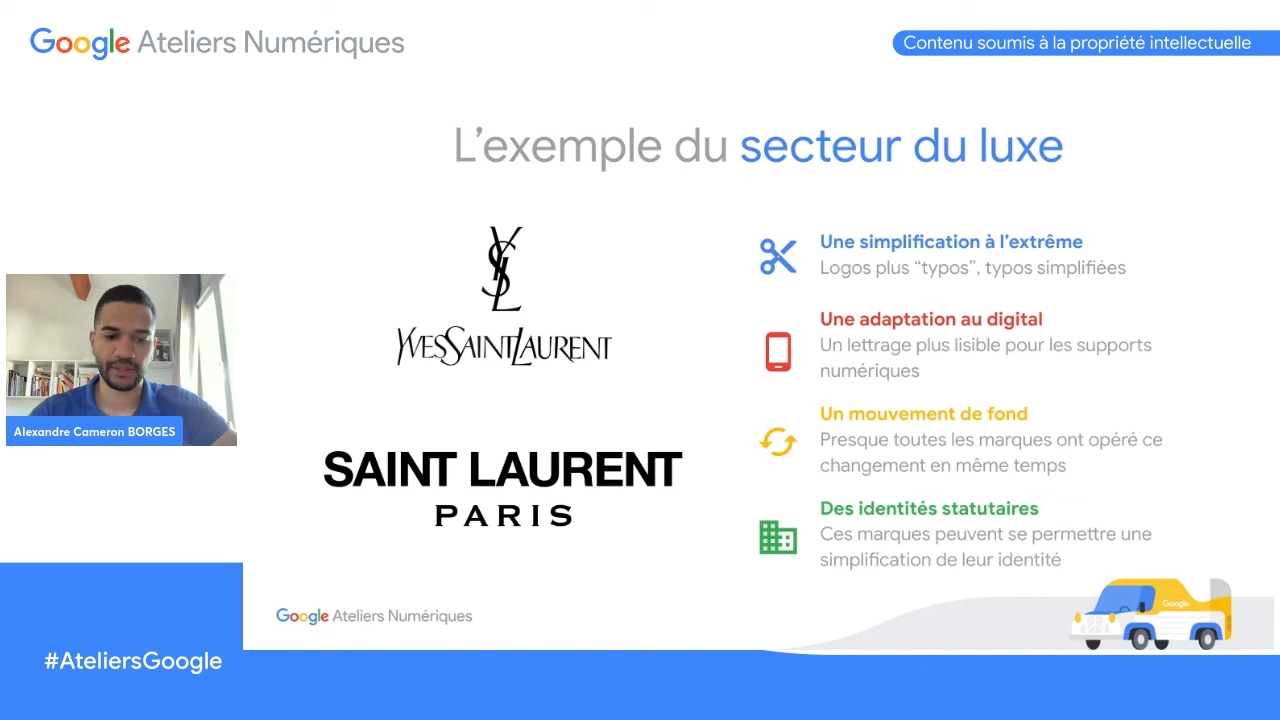 Google Ateliers Numériques
Contenu soumis à la propriété intellectuelle
L’exemple du secteur du luxe
YSL
YVESSAINTLAURENT
SAINT LAURENT
PARIS
Une simplification à l’extrême
Logos plus “typos”, typos simplifiées
Une adaptation au digital
Un lettrage plus lisible pour les supports
numériques
Un mouvement de fond
Presque toutes les marques ont opéré ce
changement en même temps
Des identités statutaires
Ces marques peuvent se permettre une
simplification de leur identité
Alexandre Cameron BORGES
Google
Google Ateliers Numériques
#AteliersGoogle